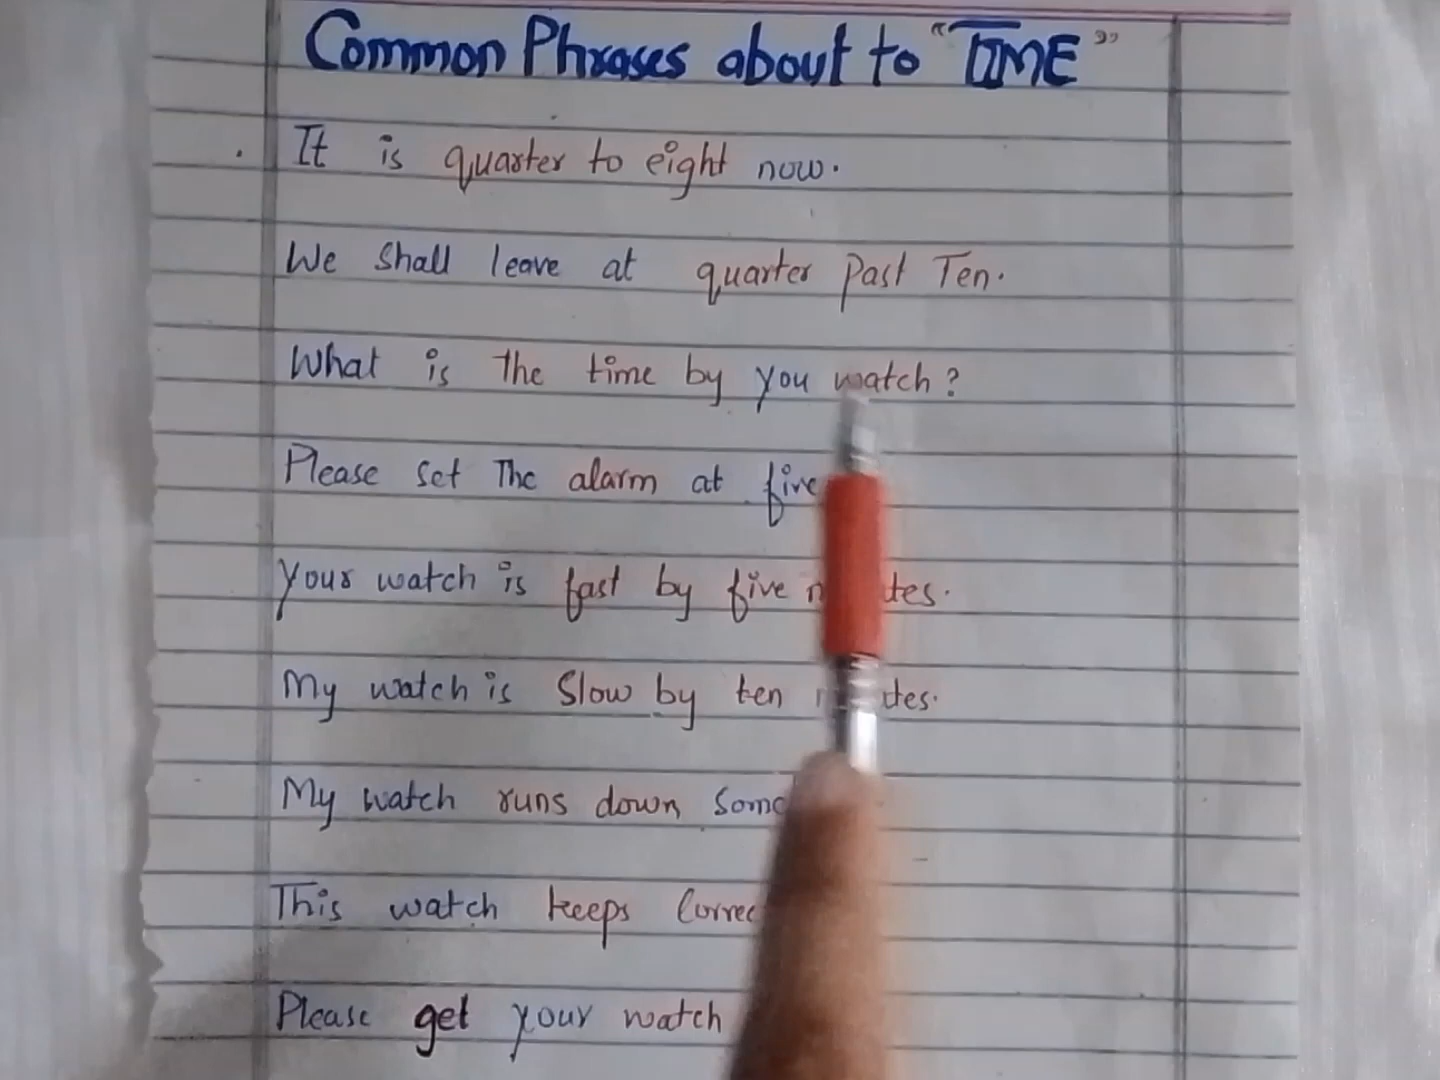 Common Phrases about to "TIME"
It is quarter to eight now.
We shall leave at quarter past Ten.
What is the time by you watch?
Please set The alarm at five
Your watch is fast by five
My watch is slow by ten
My watch runs down
This watch keeps
Please get your watch